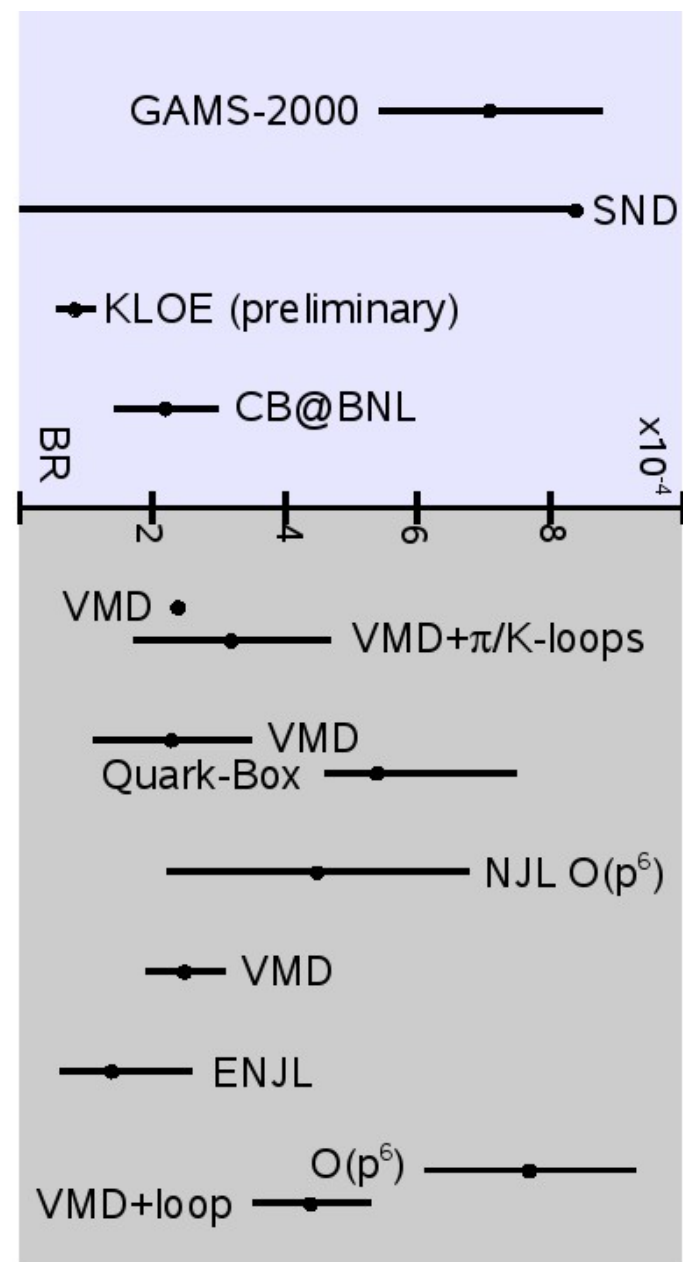 GAMS-2000
SND
KLOE (preliminary)
CB@BNL
BR
x10⁻⁴
2
4
6
8
VMD
VMD+π/K-loops
VMD
Quark-Box
NJL O(p⁶)
VMD
ENJL
O(p⁶)
VMD+loop